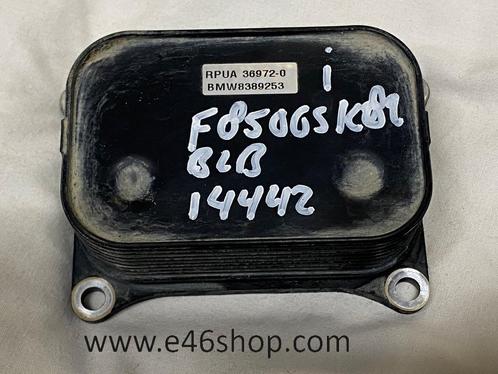 RPUA 36972-0
BMW8389253
i
F850GSK81
BLB
14442
www.e46shop.com